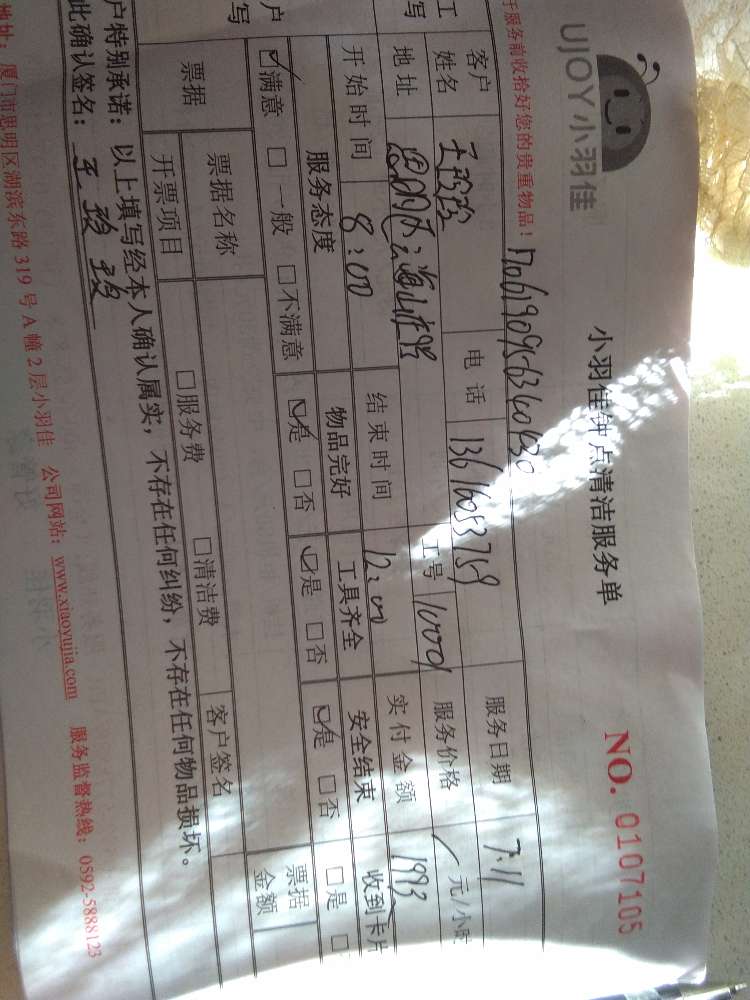 UJOY小羽佳
小羽佳钟点清洁服务单
NO. 0107105
于服务前收拾好您的贵重物品！
客户姓名 王玲玲 电话 13616053759 服务日期 7.11
地址 工号 10001 服务价格 元/小时
开始时间 8:00 结束时间 12:00 实付金额 1993
服务态度 物品完好 工具齐全 安全结束 收到卡片
☑满意 □一般 □不满意 ☑是 □否 ☑是 □否 ☑是 □否 □是 □
票据 票据名称 □服务费 □清洁费 客户签名 票据金额
开票项目
户特别承诺：以上填写经本人确认属实，不存在任何纠纷，不存在任何物品损坏。
此确认签名：王玲玲
地址：厦门市思明区湖滨东路319号A幢2层小羽佳 公司网站：www.xiaoyujia.com 服务监督热线：0592-5888123